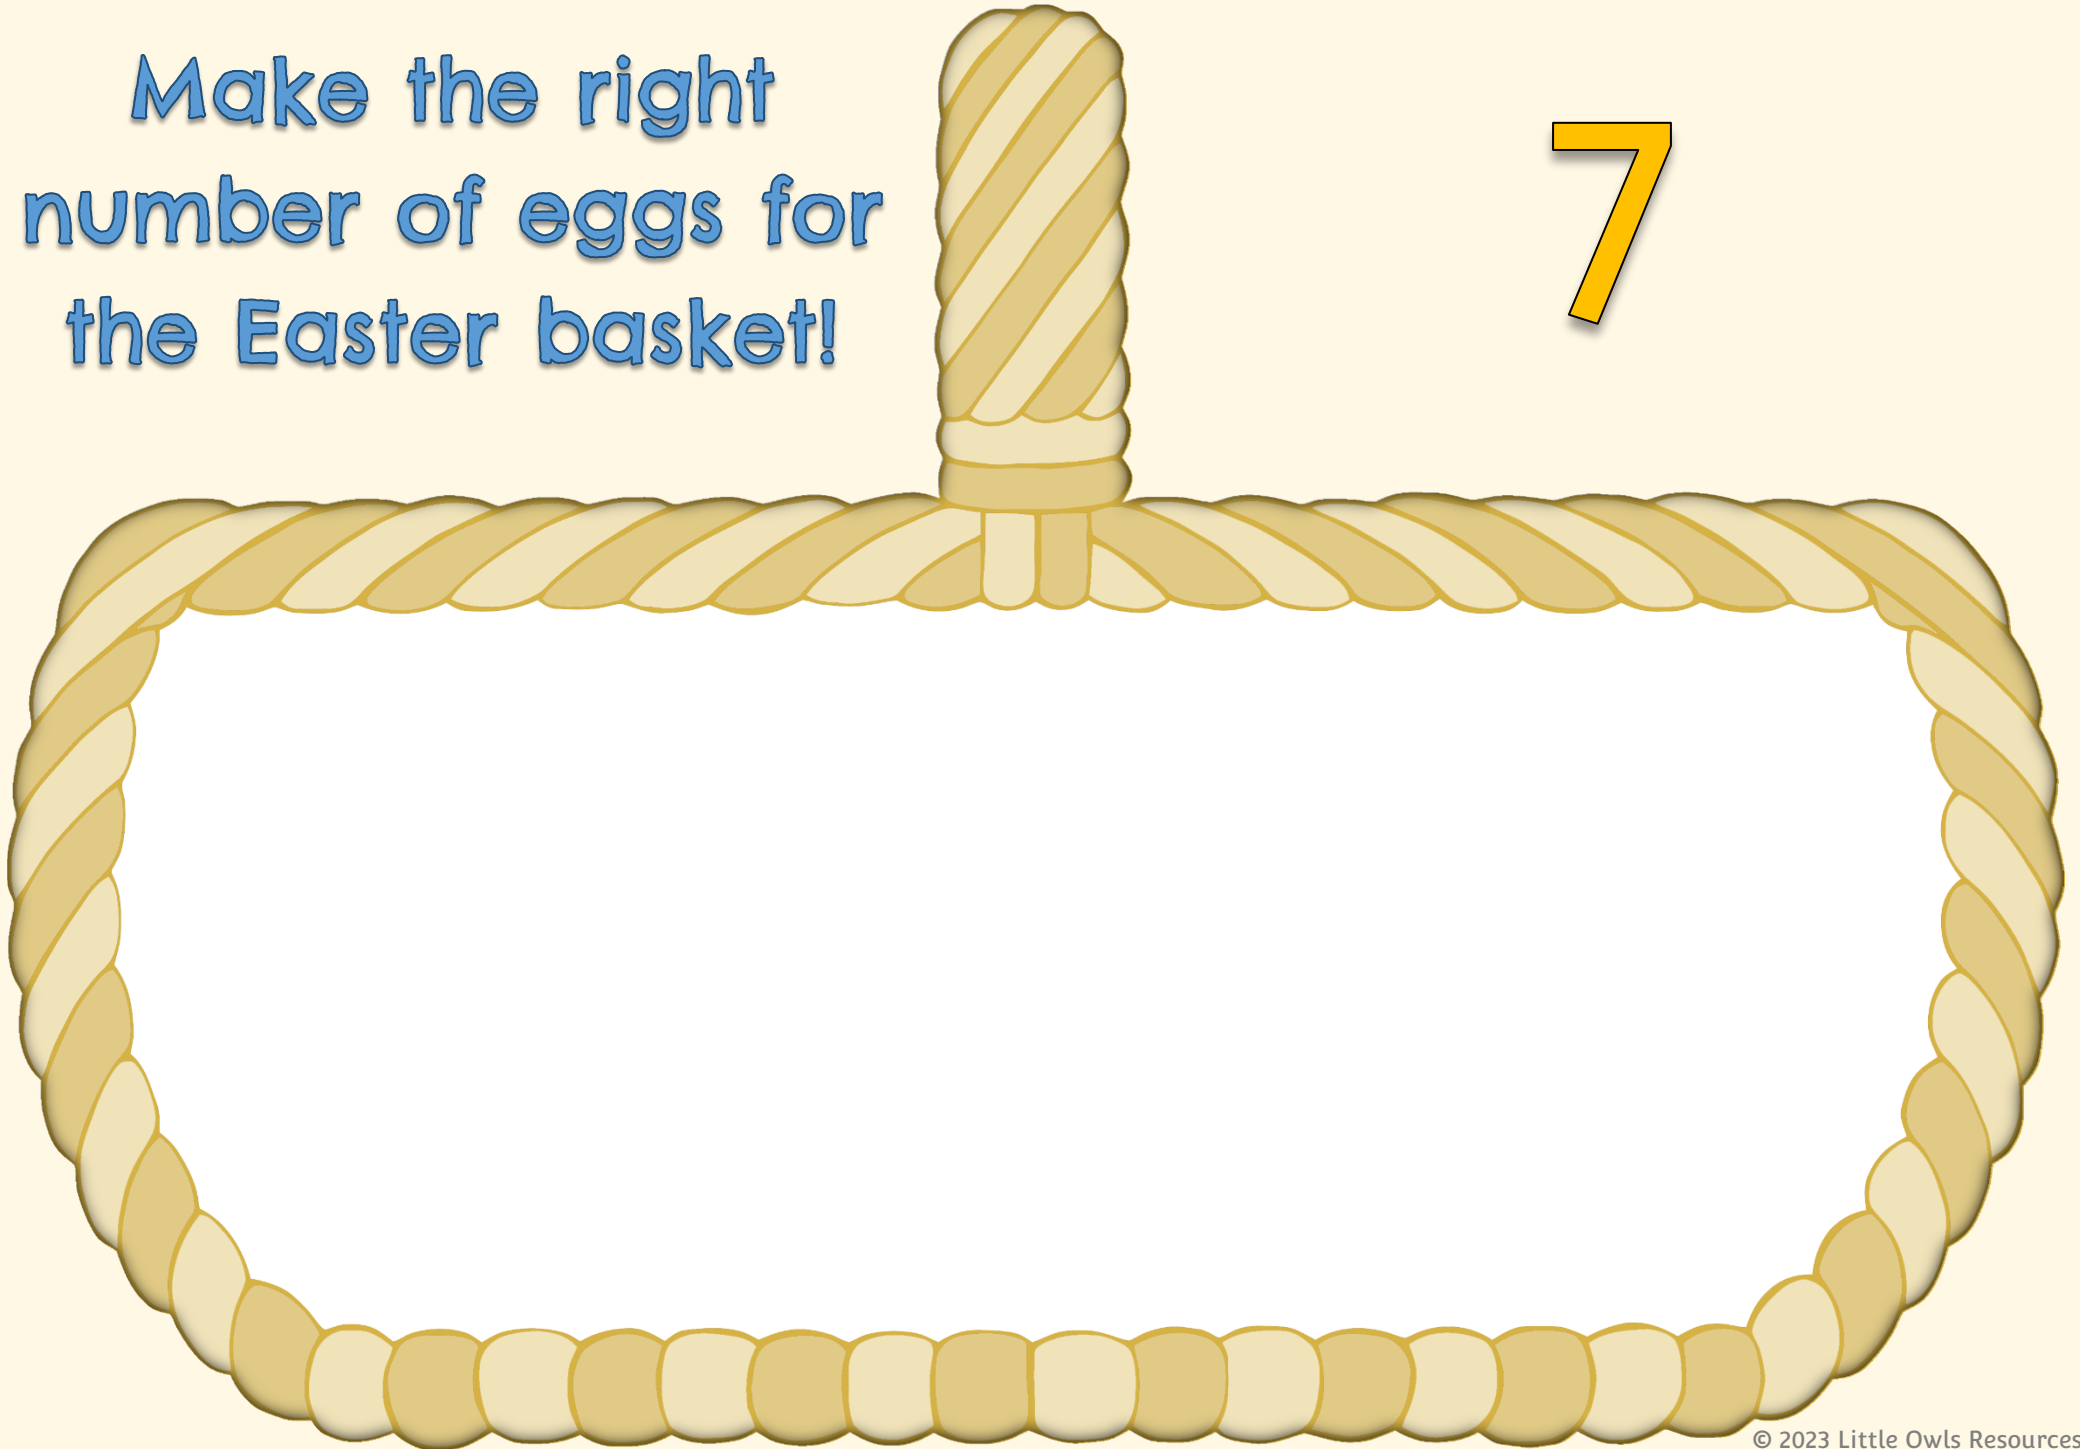 Make the right
number of eggs for
the Easter basket!
7
© 2023 Little Owls Resources